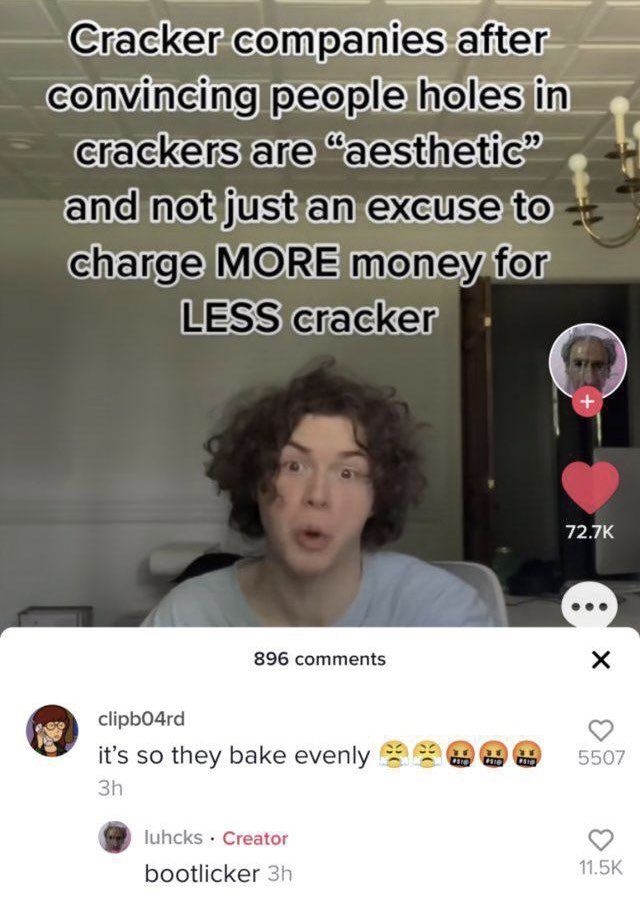 Cracker companies after
convincing people holes in
crackers are “aesthetic”
and not just an excuse to
charge MORE money for
LESS cracker
72.7K
896 comments
clipb04rd
it’s so they bake evenly 😤😤🤬🤬🤬
5507
3h
luhcks · Creator
bootlicker 3h
11.5K